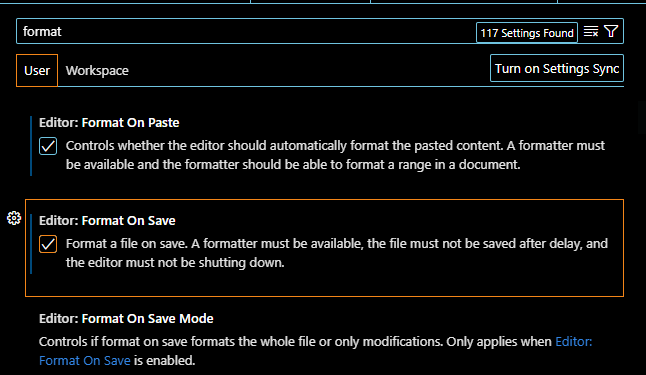 format
117 Settings Found
User
Workspace
Turn on Settings Sync
Editor: Format On Paste
Controls whether the editor should automatically format the pasted content. A formatter must
be available and the formatter should be able to format a range in a document.
Editor: Format On Save
Format a file on save. A formatter must be available, the file must not be saved after delay, and
the editor must not be shutting down.
Editor: Format On Save Mode
Controls if format on save formats the whole file or only modifications. Only applies when Editor:
Format On Save is enabled.